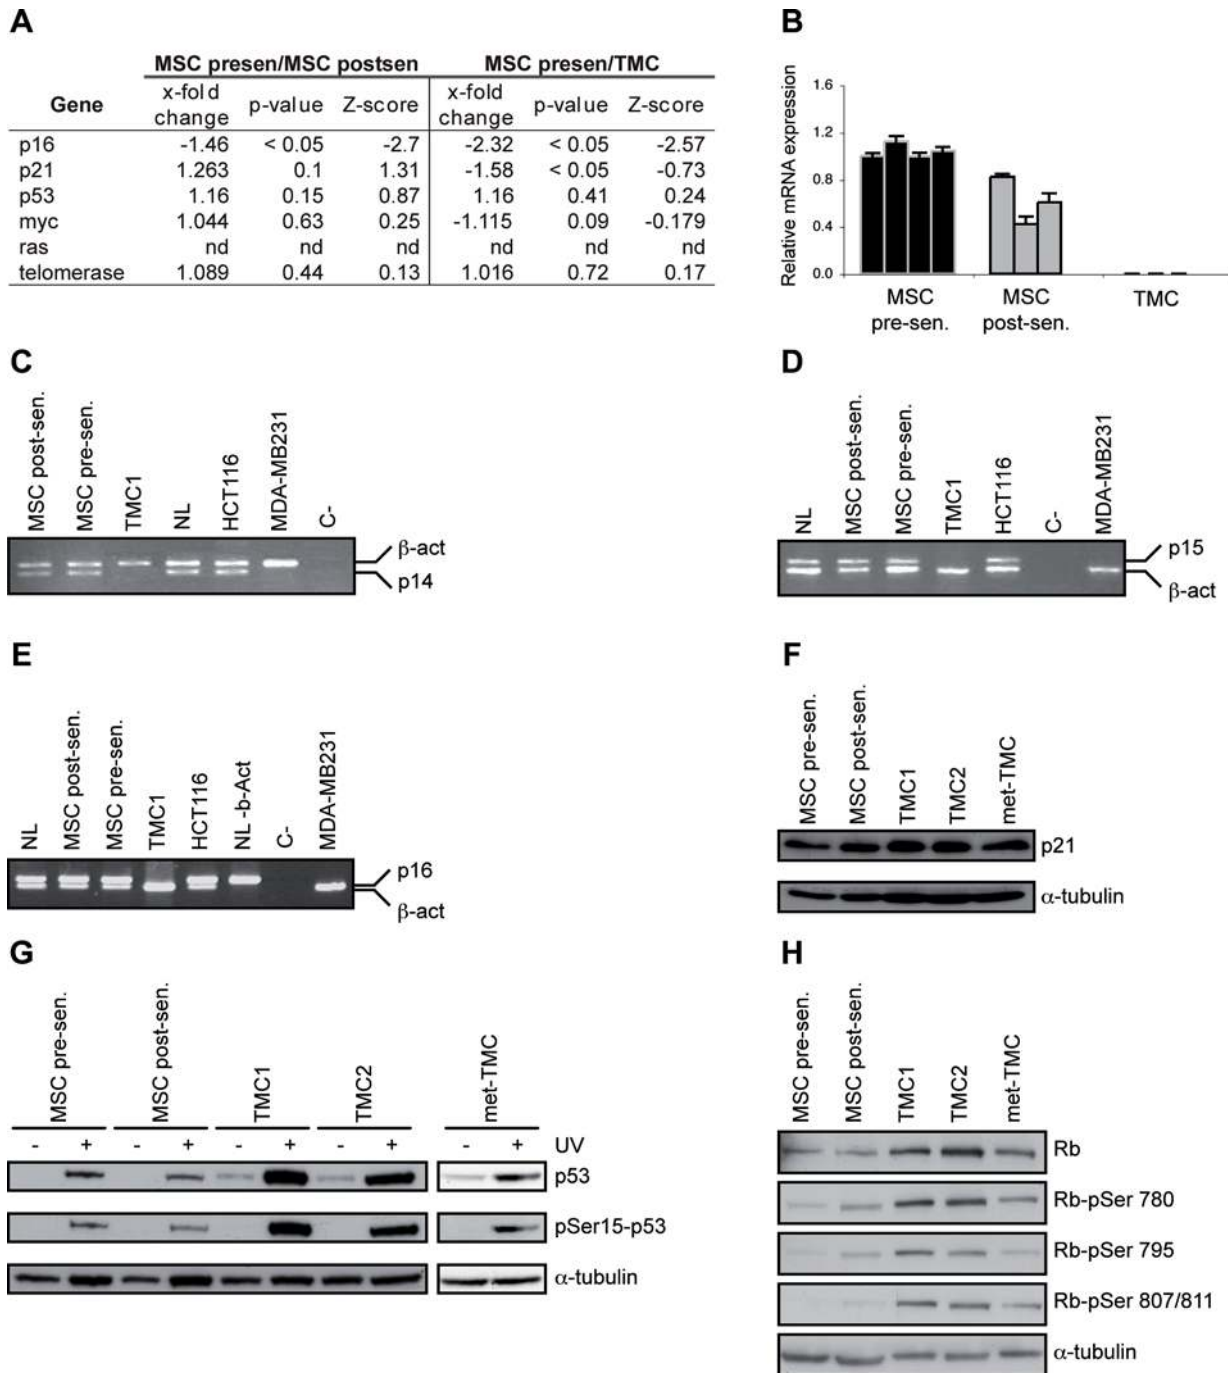 A
MSC presen/MSC postsen MSC presen/TMC
Gene x-fold change p-value Z-score x-fold change p-value Z-score
p16 -1.46 < 0.05 -2.7 -2.32 < 0.05 -2.57
p21 1.263 0.1 1.31 -1.58 < 0.05 -0.73
p53 1.16 0.15 0.87 1.16 0.41 0.24
myc 1.044 0.63 0.25 -1.115 0.09 -0.179
ras nd nd nd nd nd nd
telomerase 1.089 0.44 0.13 1.016 0.72 0.17
B
Relative mRNA expression
1.6
1.2
0.8
0.4
0.0
MSC pre-sen.
MSC post-sen.
TMC
C
MSC post-sen.
MSC pre-sen.
TMC1
NL
HCT116
MDA-MB231
C-
β-act
p14
D
NL
MSC post-sen.
MSC pre-sen.
TMC1
HCT116
C-
MDA-MB231
p15
β-act
E
NL
MSC post-sen.
MSC pre-sen.
TMC1
HCT116
NL -b-Act
C-
MDA-MB231
p16
β-act
F
MSC pre-sen.
MSC post-sen.
TMC1
TMC2
met-TMC
p21
α-tubulin
G
MSC pre-sen.
MSC post-sen.
TMC1
TMC2
met-TMC
- + - + - + - + - + UV
p53
pSer15-p53
α-tubulin
H
MSC pre-sen.
MSC post-sen.
TMC1
TMC2
met-TMC
Rb
Rb-pSer 780
Rb-pSer 795
Rb-pSer 807/811
α-tubulin